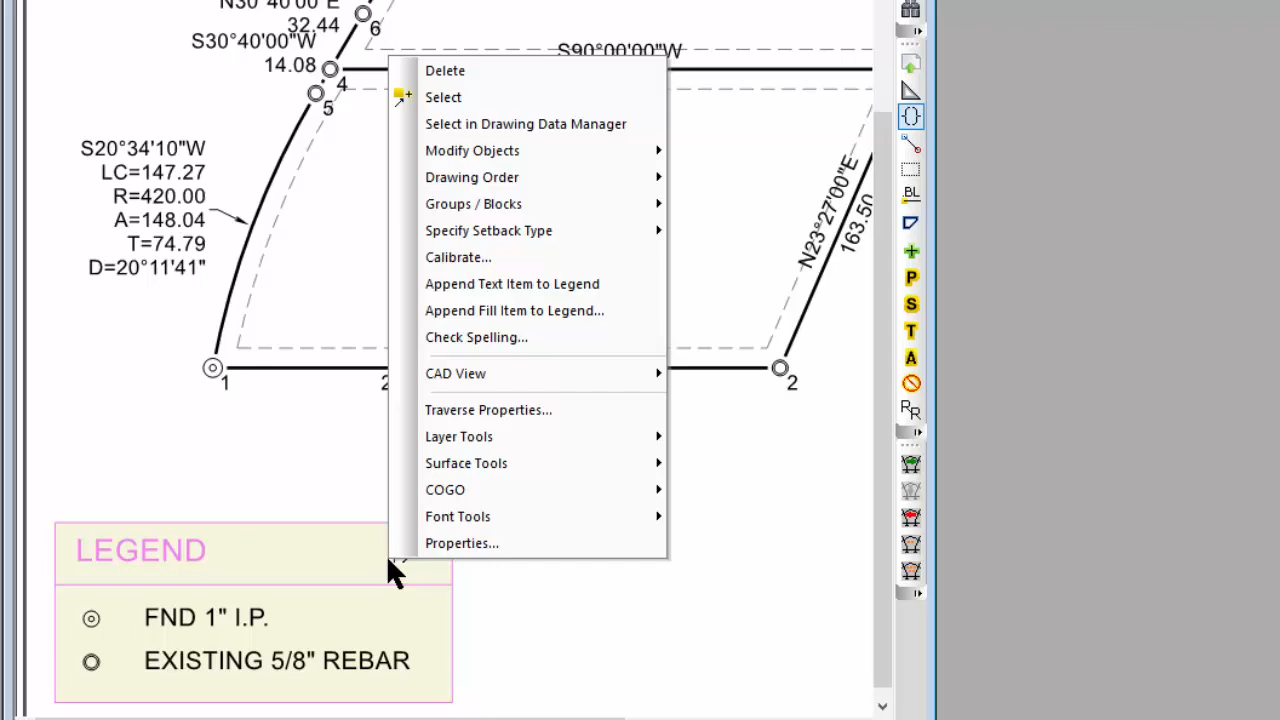 N30°40'00"E
32.44
6
S30°40'00"W
14.08
4
5
S90°00'00"W
S20°34'10"W
LC=147.27
R=420.00
A=148.04
T=74.79
D=20°11'41"
N23°27'00"E
163.50
1
2
2
Delete
Select
Select in Drawing Data Manager
Modify Objects
Drawing Order
Groups / Blocks
Specify Setback Type
Calibrate...
Append Text Item to Legend
Append Fill Item to Legend...
Check Spelling...
CAD View
Traverse Properties...
Layer Tools
Surface Tools
COGO
Font Tools
Properties...
LEGEND
FND 1" I.P.
EXISTING 5/8" REBAR
.BL
P
S
T
A
RR